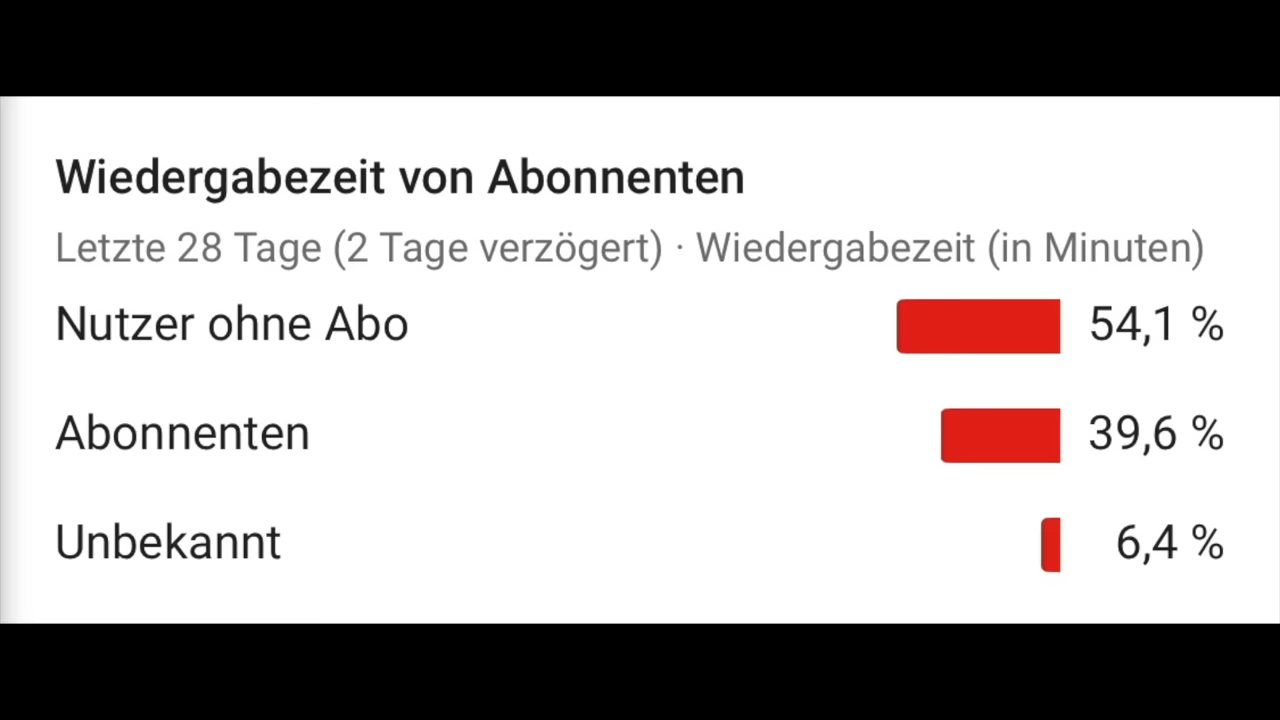 Wiedergabezeit von Abonnenten
Letzte 28 Tage (2 Tage verzögert) · Wiedergabezeit (in Minuten)
Nutzer ohne Abo 54,1 %
Abonnenten 39,6 %
Unbekannt 6,4 %